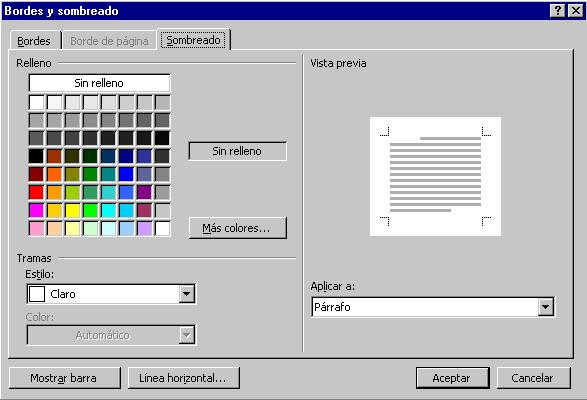 Bordes y sombreado
Bordes
Borde de página
Sombreado
Relleno
Sin relleno
Sin relleno
Más colores...
Tramas
Estilo:
Claro
Color:
Automático
Vista previa
Aplicar a:
Párrafo
Mostrar barra
Línea horizontal...
Aceptar
Cancelar